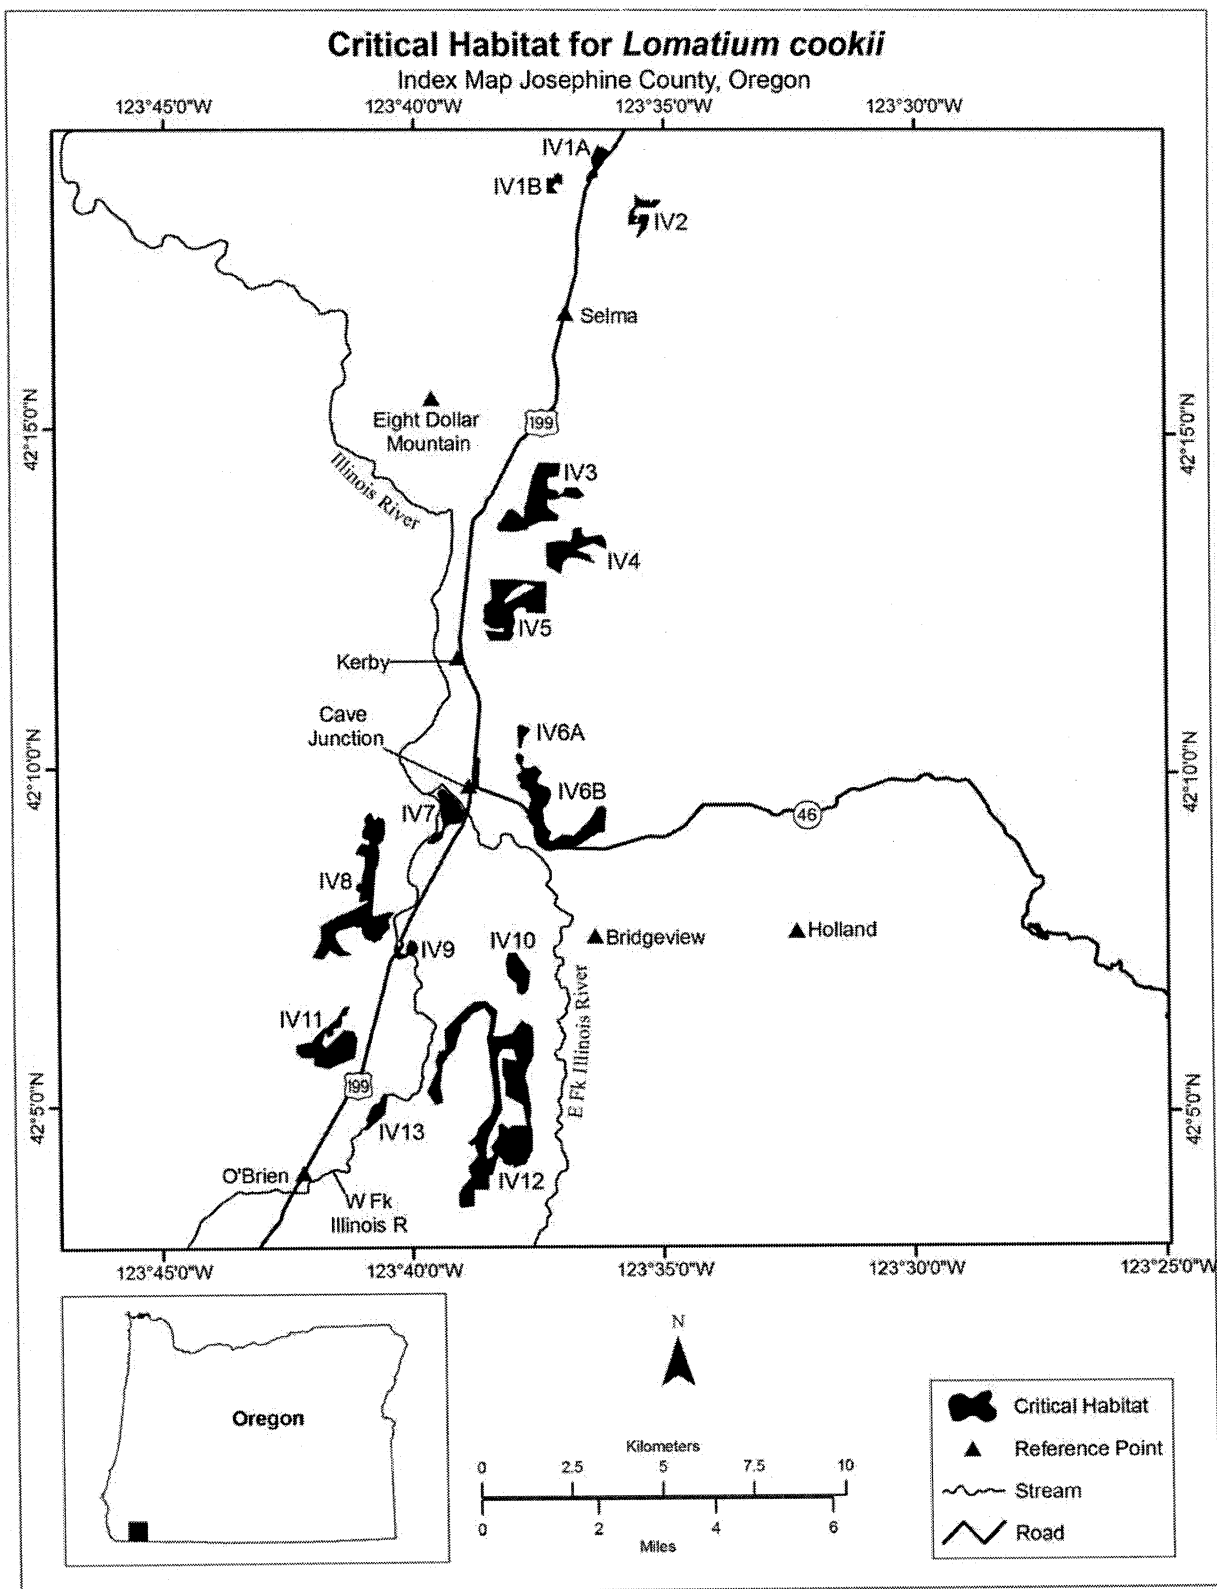 Critical Habitat for Lomatium cookii
Index Map Josephine County, Oregon
123°45'0"W
123°40'0"W
123°35'0"W
123°30'0"W
IV1A
IV1B
IV2
Selma
42°15'0"N
42°15'0"N
Eight Dollar
Mountain
199
Illinois River
IV3
IV4
IV5
Kerby
Cave
Junction
IV6A
42°10'0"N
42°10'0"N
IV6B
IV7
46
IV8
Bridgeview
Holland
IV9
IV10
E Fk Illinois River
IV11
199
42°5'0"N
42°5'0"N
IV13
O'Brien
IV12
W Fk
Illinois R
123°45'0"W
123°40'0"W
123°35'0"W
123°30'0"W
123°25'0"W
N
Oregon
Critical Habitat
Reference Point
Stream
Road
Kilometers
0 2.5 5 7.5 10
0 2 4 6
Miles